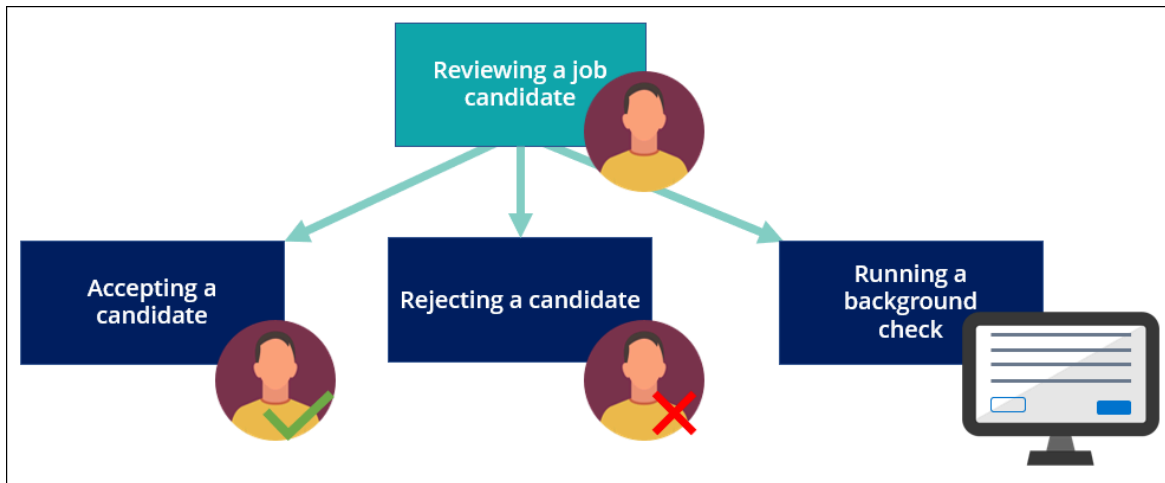 Reviewing a job
candidate
Accepting a
candidate
Rejecting a candidate
Running a
background
check